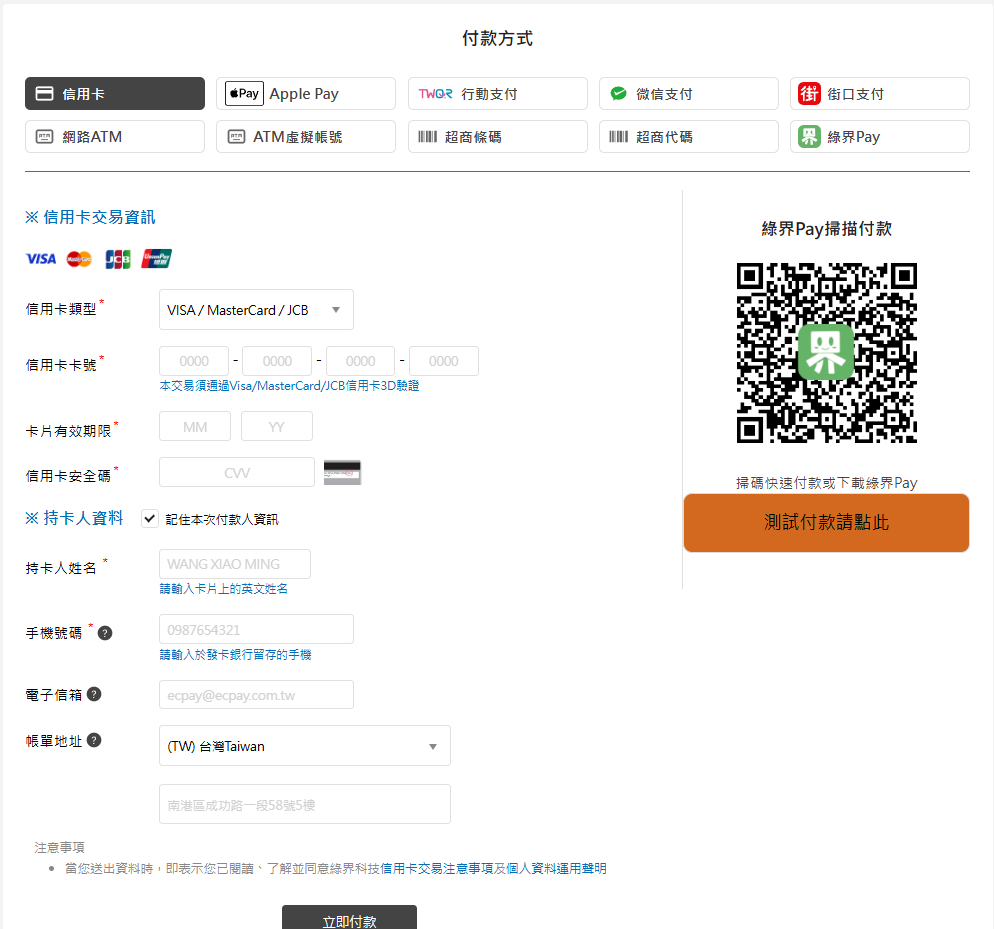 付款方式
信用卡
Pay Apple Pay
TWQR 行動支付
微信支付
街 街口支付
網路ATM
ATM虛擬帳號
超商條碼
超商代碼
綠界Pay
※ 信用卡交易資訊
VISA MasterCard JCB UnionPay 銀聯
信用卡類型* VISA / MasterCard / JCB
信用卡卡號* 0000 - 0000 - 0000 - 0000
本交易須通過Visa/MasterCard/JCB信用卡3D驗證
卡片有效期限* MM YY
信用卡安全碼* CVV
※ 持卡人資料 記住本次付款人資訊
持卡人姓名* WANG XIAO MING
請輸入卡片上的英文姓名
手機號碼* ? 0987654321
請輸入於發卡銀行留存的手機
電子信箱 ? ecpay@ecpay.com.tw
帳單地址 ? (TW) 台灣Taiwan
南港區成功路一段58號5樓
綠界Pay掃描付款
掃碼快速付款或下載綠界Pay
測試付款請點此
注意事項
• 當您送出資料時，即表示您已閱讀、了解並同意綠界科技信用卡交易注意事項及個人資料運用聲明
立即付款